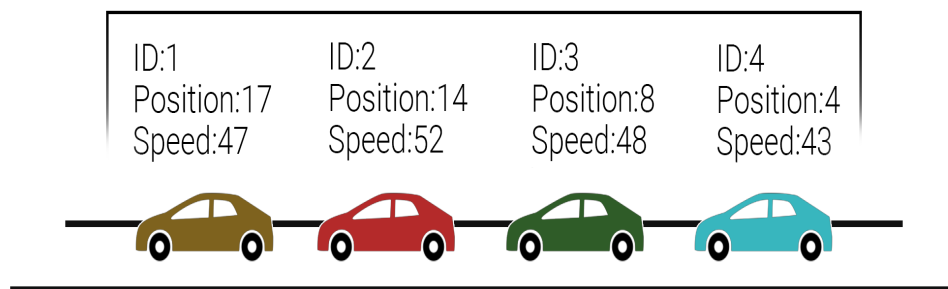 ID:1
Position:17
Speed:47
ID:2
Position:14
Speed:52
ID:3
Position:8
Speed:48
ID:4
Position:4
Speed:43